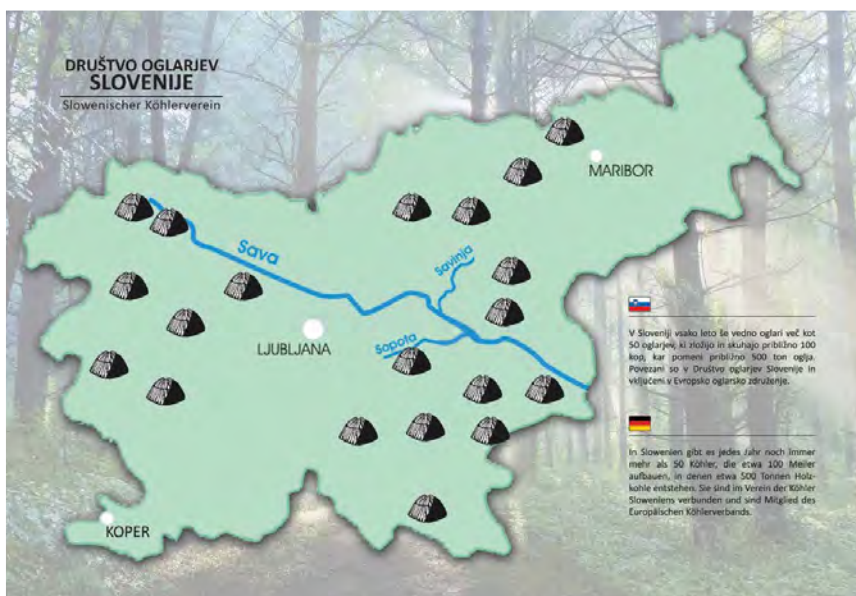 DRUŠTVO OGLARJEV
SLOVENIJE
Slowenischer Köhlerverein
MARIBOR
Sava
Savinja
LJUBLJANA
Sopota
KOPER
V Sloveniji vsako leto še vedno oglari več kot
50 oglarjev, ki zložijo in skuhajo približno 100
kop, kar pomeni približno 500 ton oglja.
Povezani so v Društvo oglarjev Slovenije in
vključeni v Evropsko oglarsko združenje.
In Slowenien gibt es jedes Jahr noch immer
mehr als 50 Köhler, die etwa 100 Meiler
aufbauen, in denen etwa 500 Tonnen Holz-
kohle entstehen. Sie sind im Verein der Köhler
Sloweniens verbunden und sind Mitglied des
Europäischen Köhlerverbands.